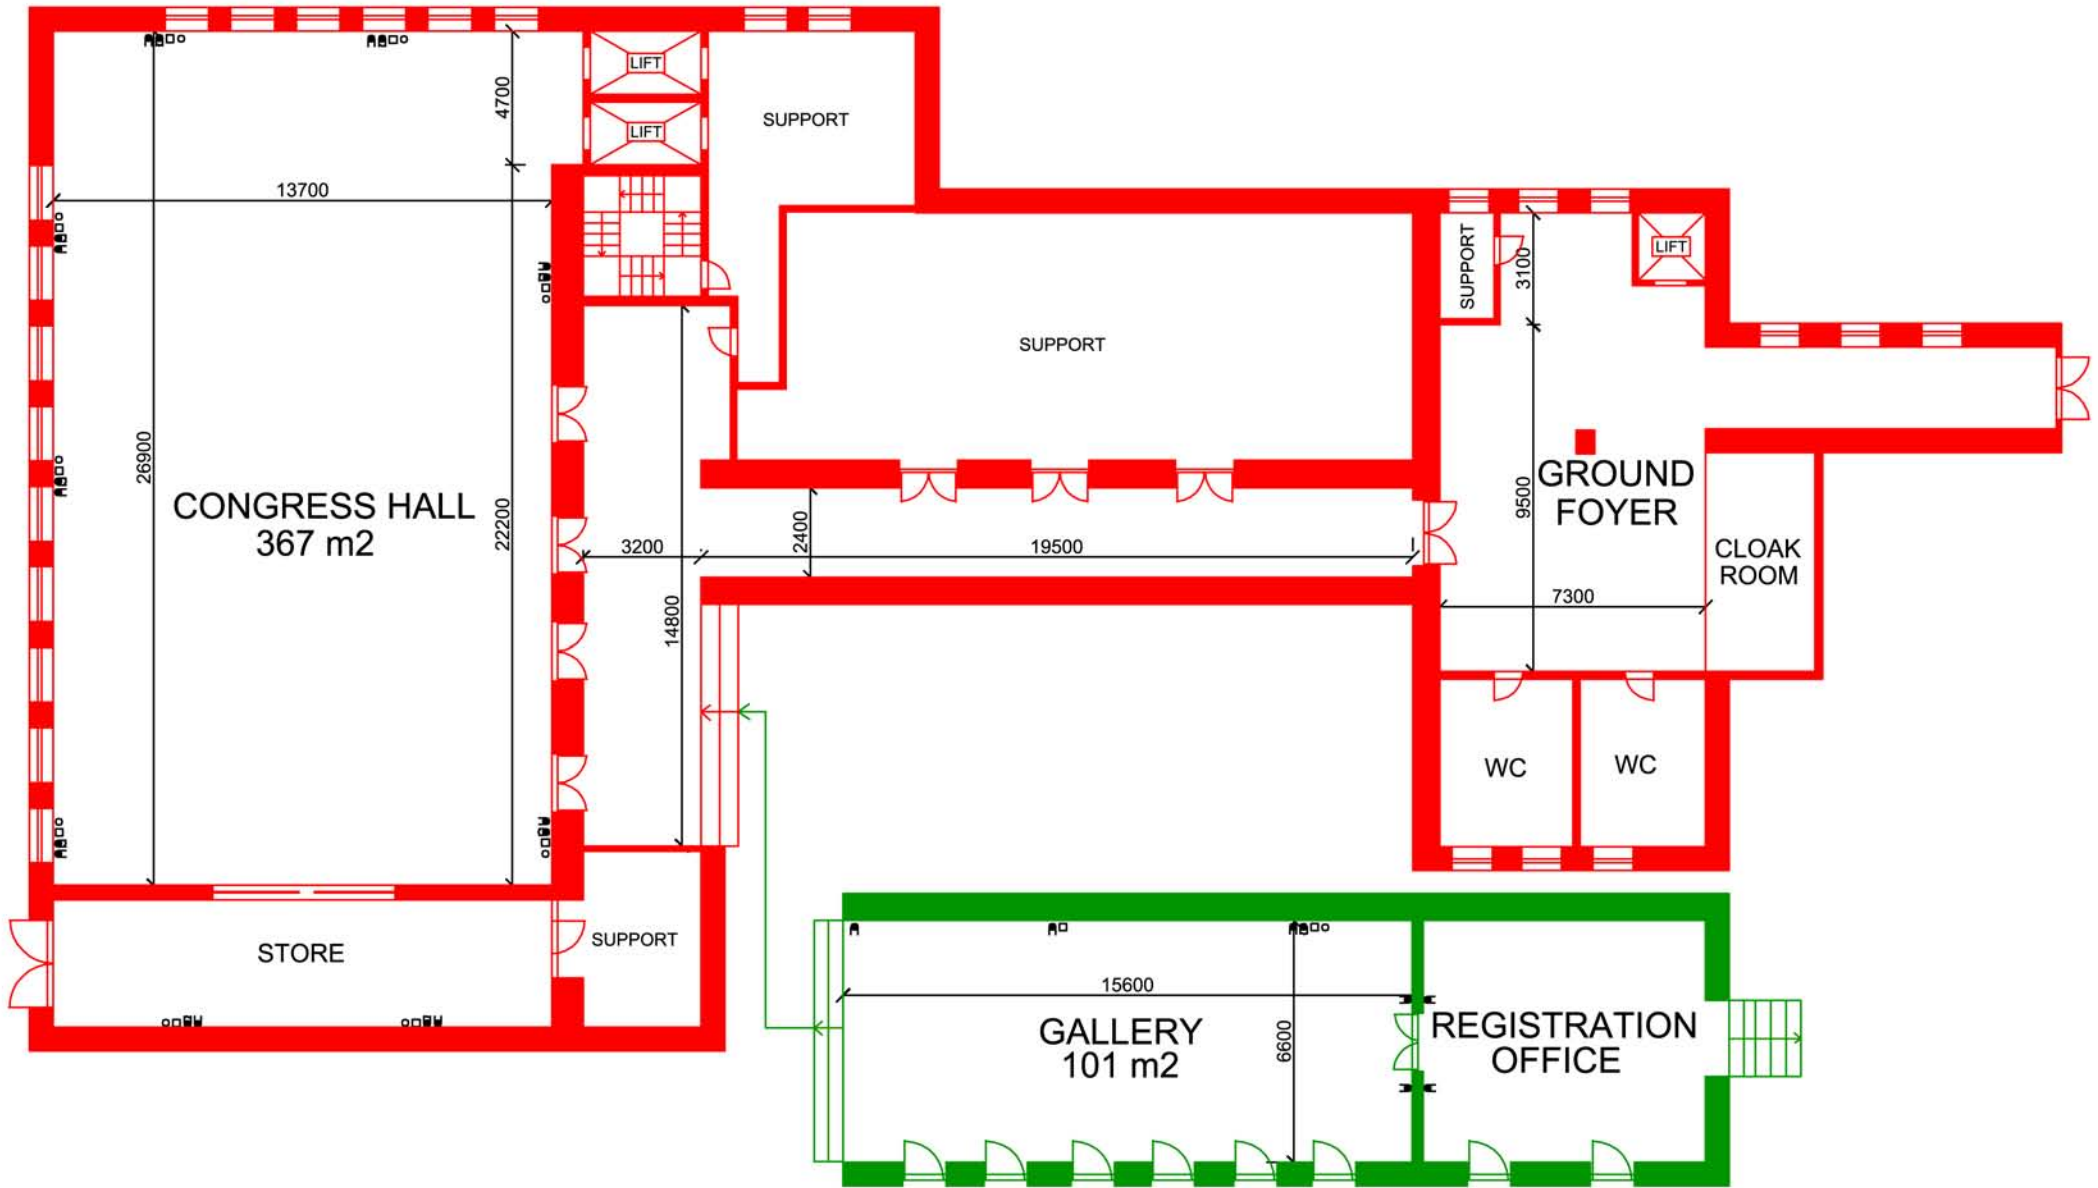 LIFT
4700
SUPPORT
LIFT
13700
SUPPORT
3100
LIFT
SUPPORT
26900
CONGRESS HALL
367 m2
22200
3200
2400
19500
9500
GROUND
FOYER
CLOAK
ROOM
7300
14800
WC
WC
STORE
SUPPORT
15600
GALLERY
101 m2
6600
REGISTRATION
OFFICE